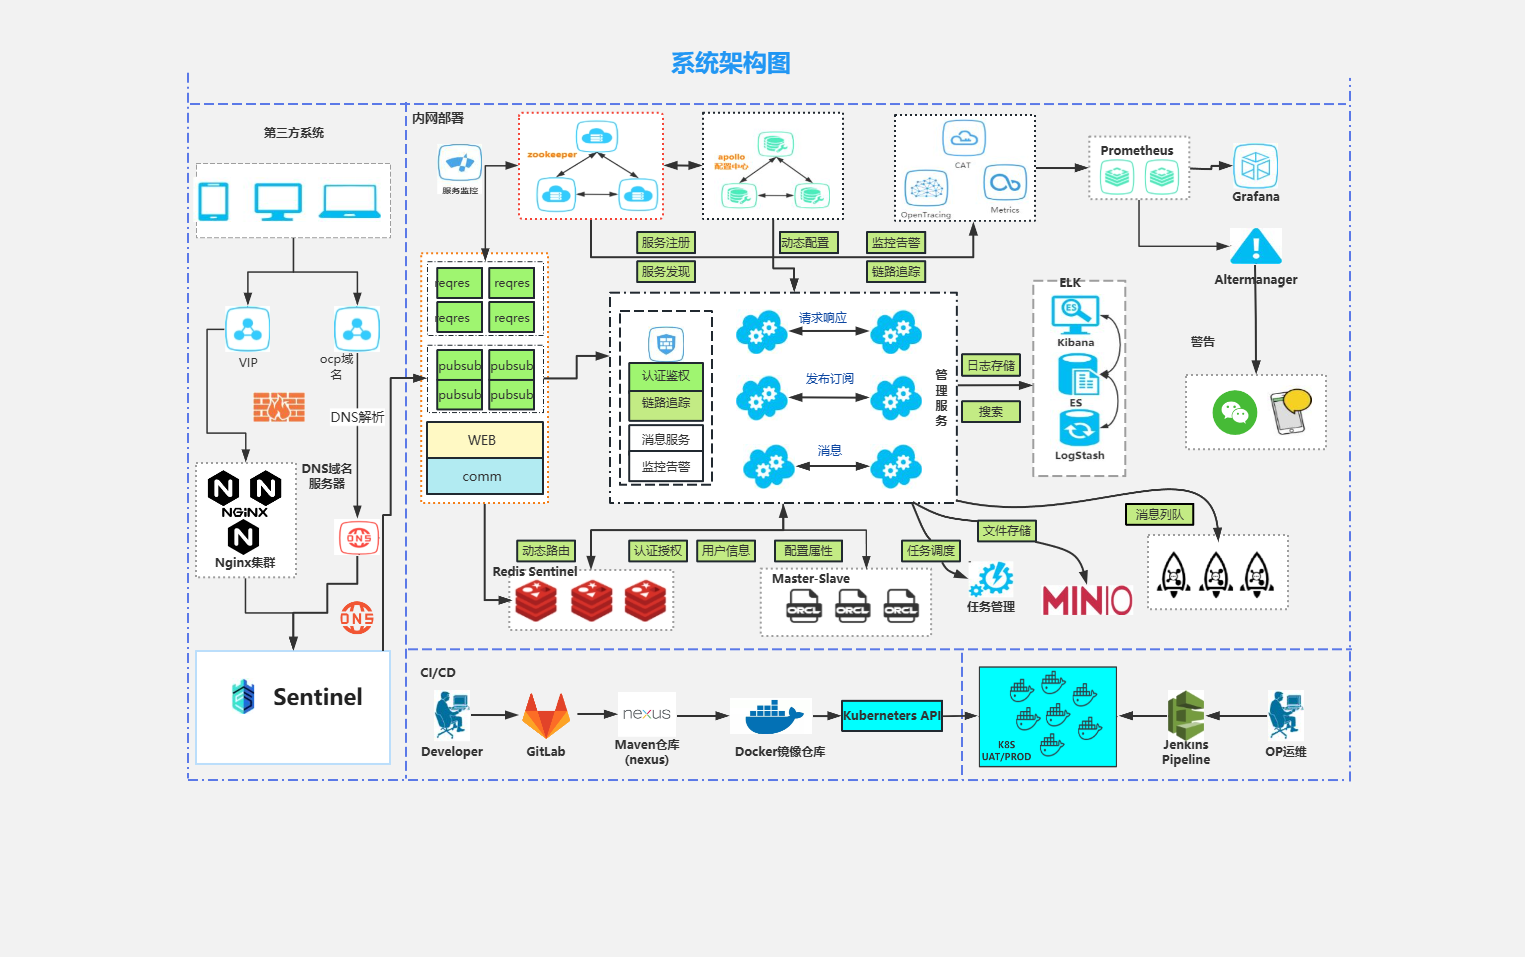 系统架构图
第三方系统
VIP
ocp域
名
DNS解析
DNS域名
服务器
NGiNX
Nginx集群
DNS
DNS
Sentinel
内网部署
服务监控
zookeeper
apollo
配置中心
CAT
OpenTracing
Metrics
Prometheus
Grafana
Altermanager
警告
服务注册
动态配置
监控告警
服务发现
链路追踪
reqres
reqres
reqres
reqres
pubsub
pubsub
pubsub
pubsub
WEB
comm
认证鉴权
链路追踪
消息服务
监控告警
请求响应
发布订阅
消息
管
理
服
务
日志存储
搜索
ELK
ES
Kibana
ES
LogStash
动态路由
认证授权
用户信息
配置属性
任务调度
文件存储
消息列队
Redis Sentinel
Master-Slave
ORCL
ORCL
ORCL
任务管理
MINIO
CI/CD
Developer
GitLab
nexus
Maven仓库
(nexus)
Docker镜像仓库
Kuberneters API
K8S
UAT/PROD
Jenkins
Pipeline
OP运维